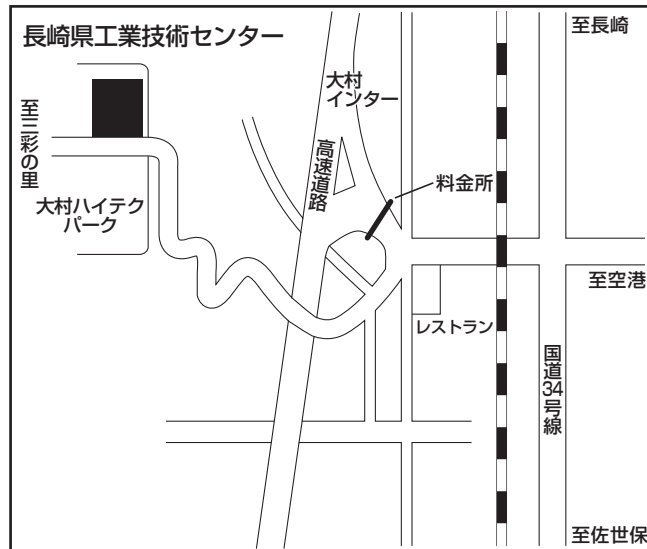 長崎県工業技術センター
至長崎
大村
インター
至三彩の里
高速道路
料金所
大村ハイテク
パーク
至空港
レストラン
国道34号線
至佐世保